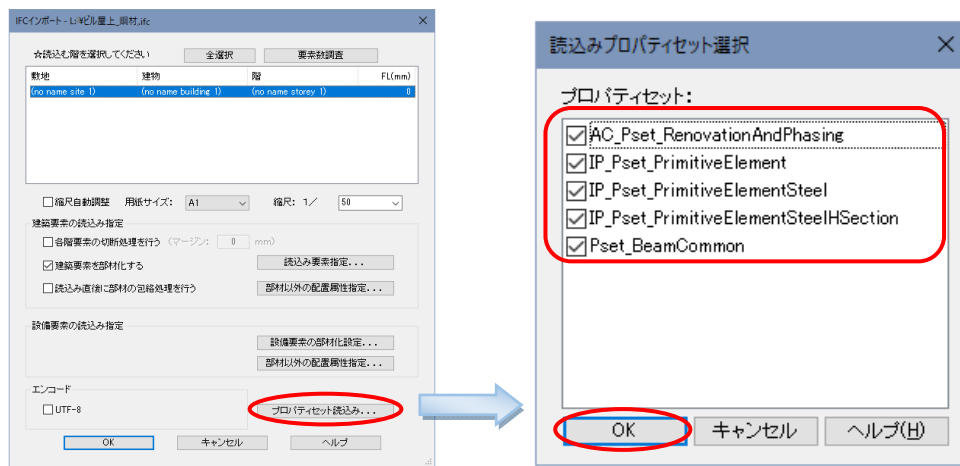 IFCインポート - L:¥ビル屋上_鋼材.ifc
☆読込む階を選択してください 全選択 要素数調査
敷地 建物 階 FL(mm)
(no name site 1) (no name building 1) (no name storey 1) 0
縮尺自動調整 用紙サイズ: A1 縮尺: 1/ 50
建築要素の読込み指定
各階要素の切断処理を行う (マージン: 0 mm)
建築要素を部材化する 読込み要素指定...
読込み直後に部材の包絡処理を行う 部材以外の配置属性指定...
設備要素の読込み指定
設備要素の部材化設定...
部材以外の配置属性指定...
エンコード
UTF-8 プロパティセット読込み...
OK キャンセル ヘルプ
読込みプロパティセット選択
プロパティセット:
AC_Pset_RenovationAndPhasing
IP_Pset_PrimitiveElement
IP_Pset_PrimitiveElementSteel
IP_Pset_PrimitiveElementSteelHSection
Pset_BeamCommon
OK キャンセル ヘルプ(H)